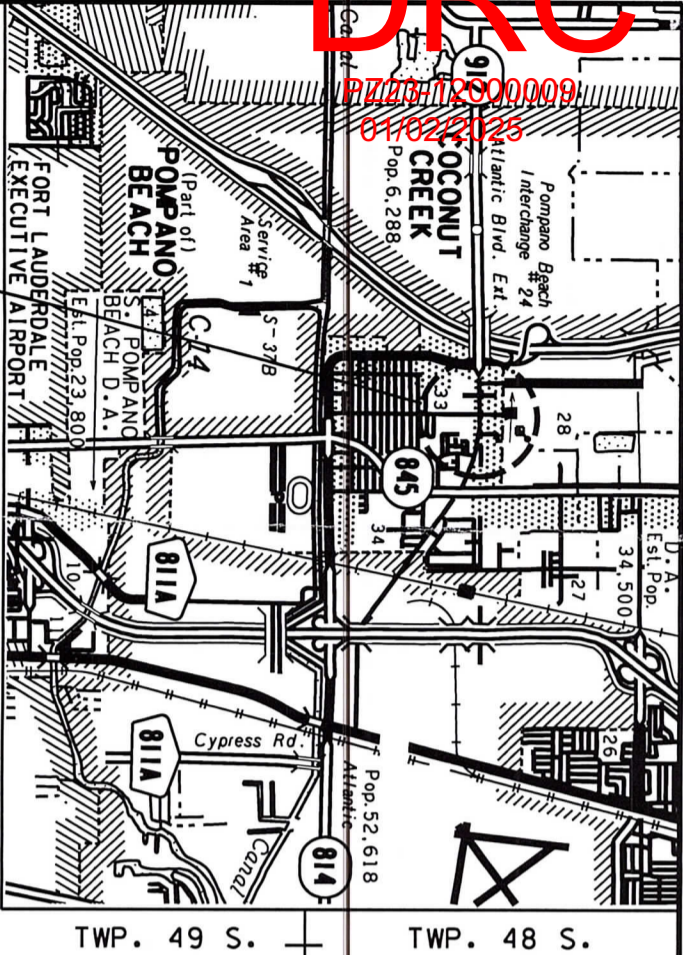 DRC
PZ23-12000009
01/02/2025
Canal
912
COCONUT
CREEK
Pop. 6,288
Atlantic Blvd. Ext
Pompano Beach
Interchange # 24
(Part of)
POMPANO
BEACH
Service
Area # 1
FORT LAUDERDALE
EXECUTIVE AIRPORT
S. POMPANO
BEACH D.A.
Est. Pop. 23,800
C-14
S-37B
33
28
845
34
27
D.A.
Est. Pop.
34,500
811A
10
26
Cypress Rd.
811A
Pop. 52,618
Atlantic
814
Canal
TWP. 49 S.
TWP. 48 S.